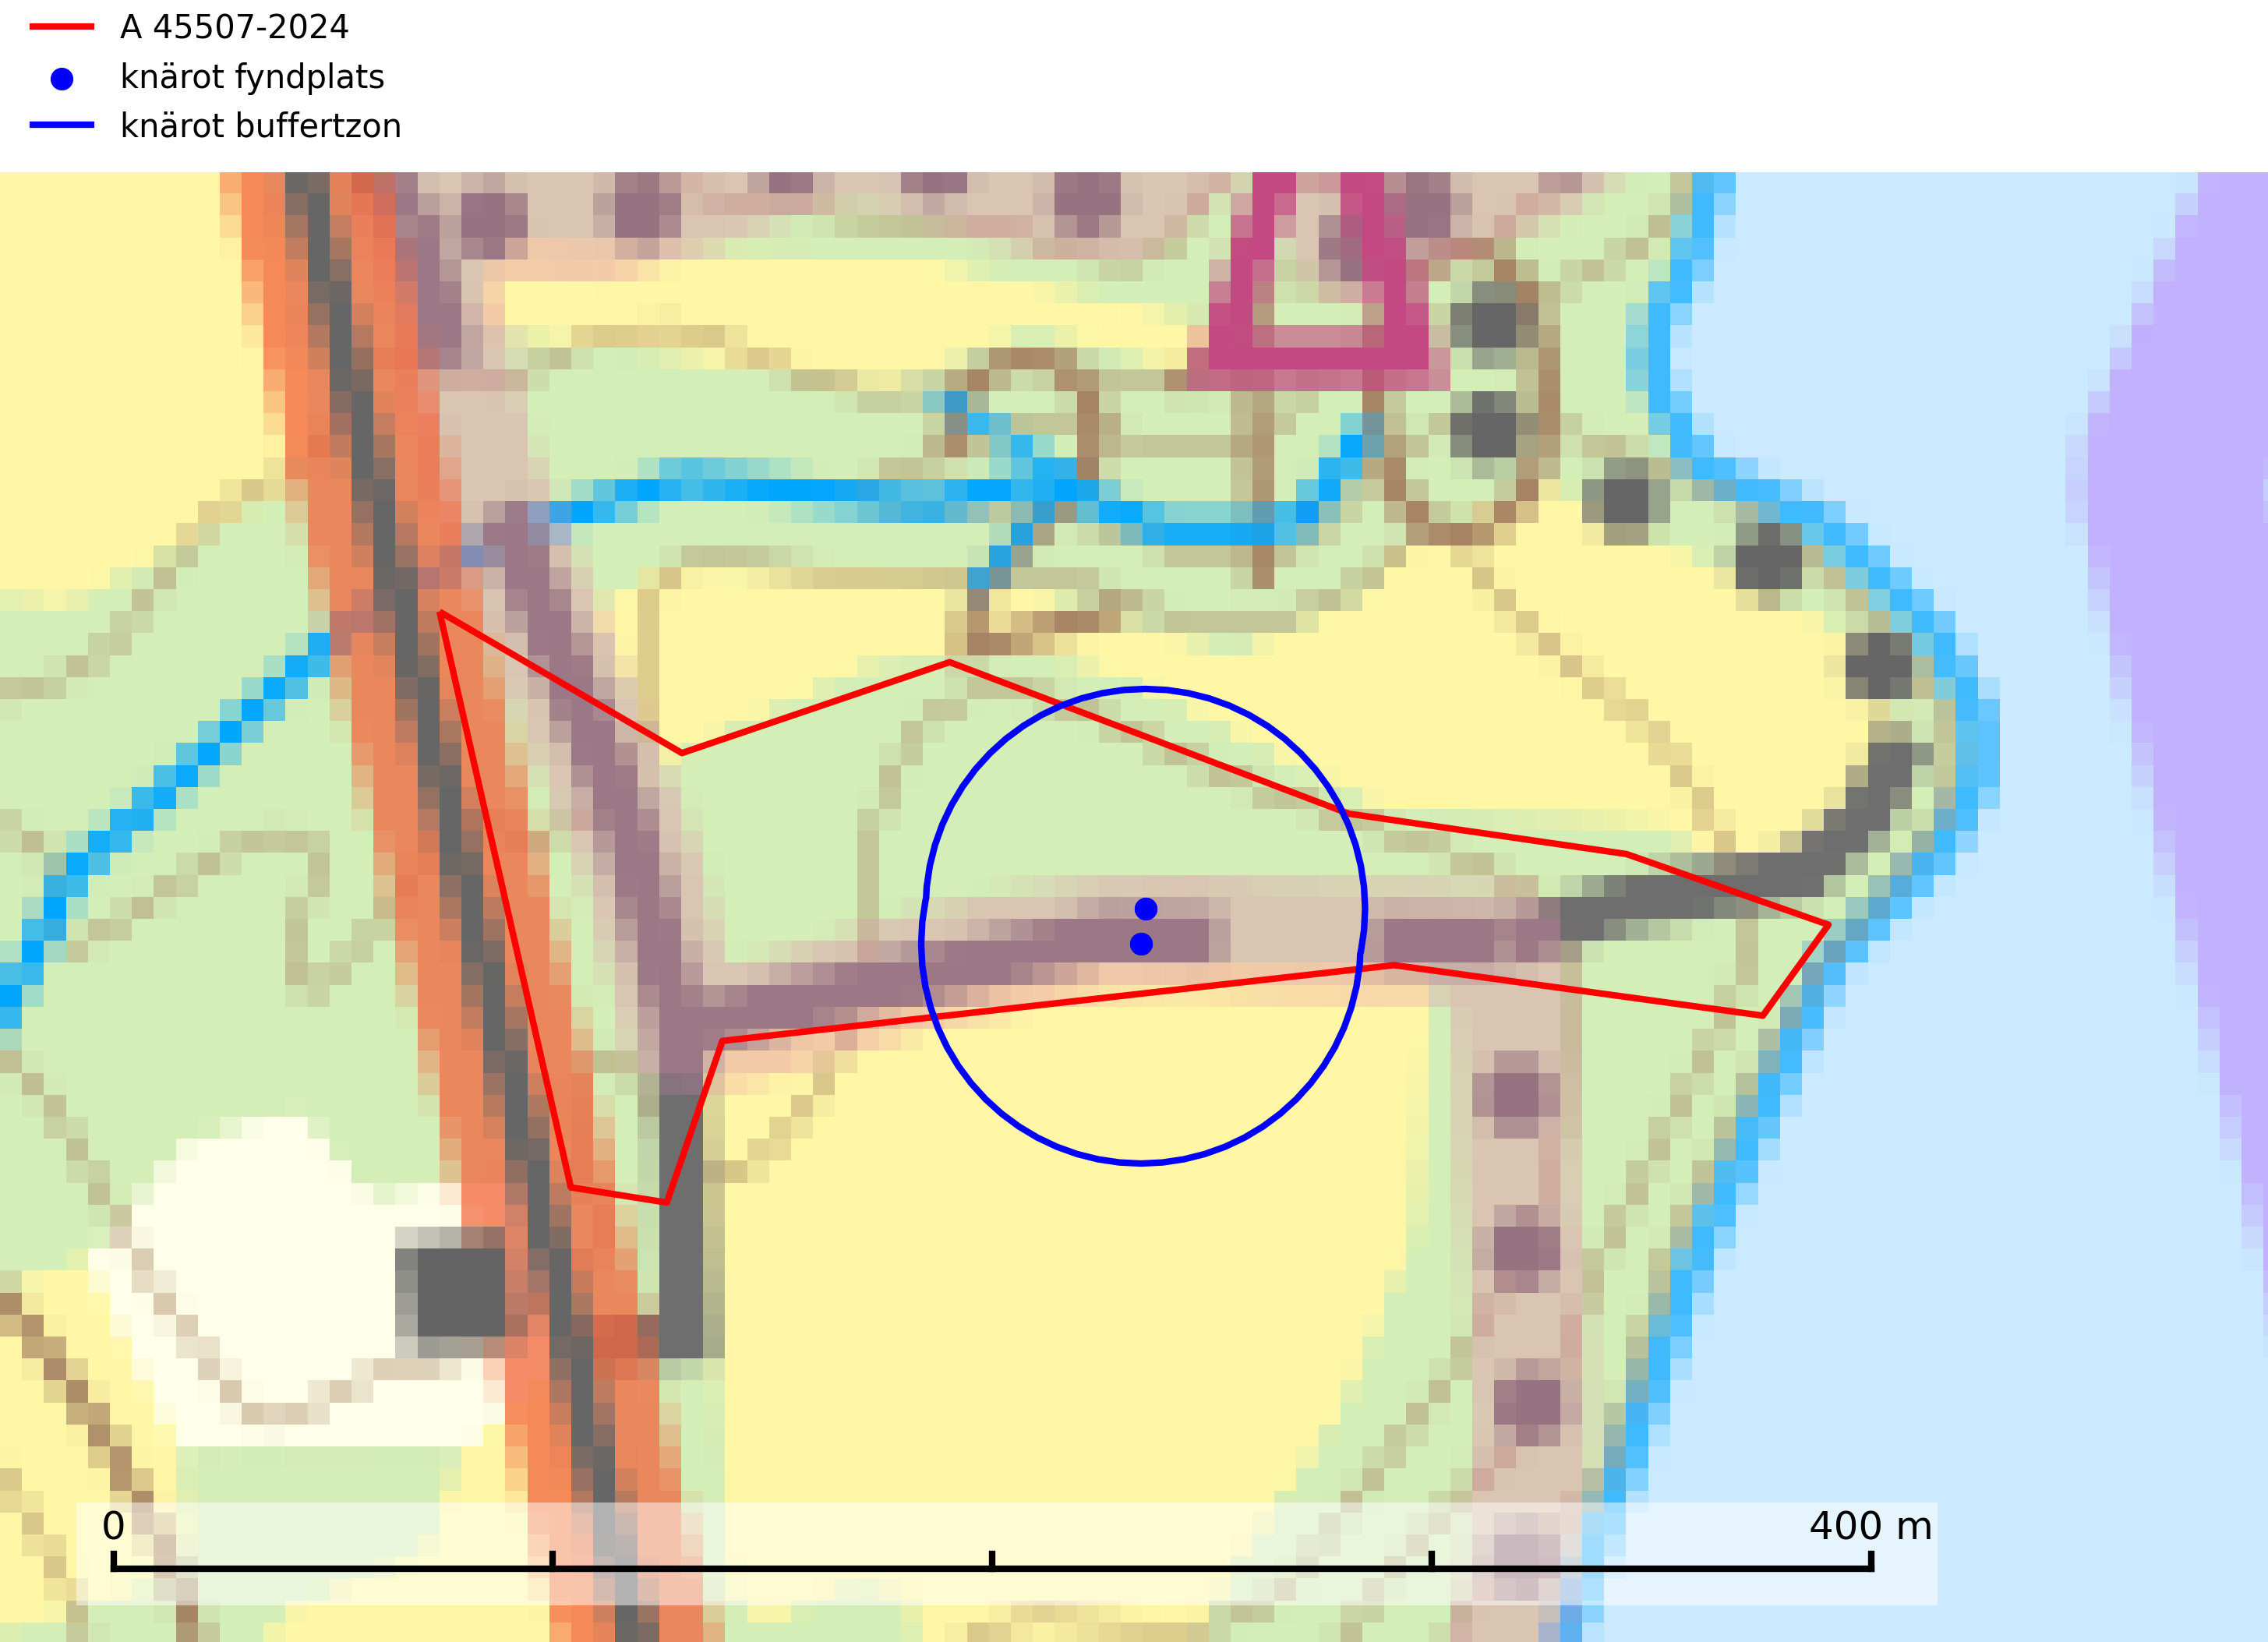 A 45507-2024
knärot fyndplats
knärot buffertzon
0
400 m